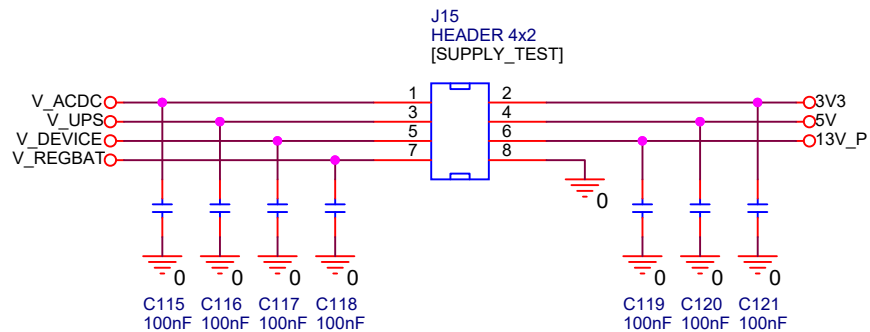 J15
HEADER 4x2
[SUPPLY_TEST]
V_ACDC 1 2 3V3
V_UPS 3 4 5V
V_DEVICE 5 6 13V_P
V_REGBAT 7 8
0
0 0 0 0 0 0 0
C115 C116 C117 C118 C119 C120 C121
100nF 100nF 100nF 100nF 100nF 100nF 100nF